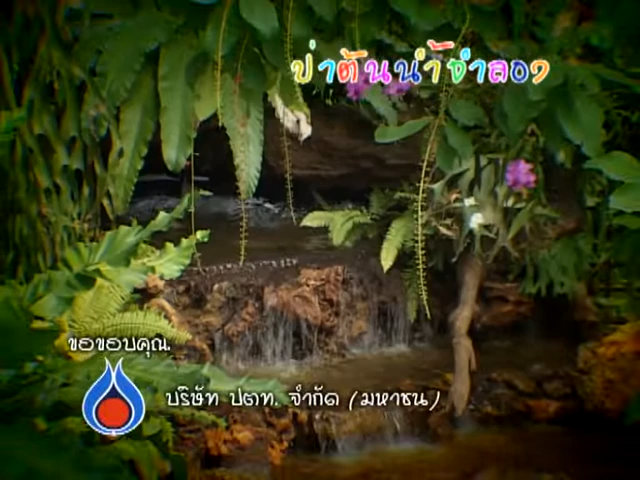 ป่าต้นน้ำจำลอง
ขอขอบคุณ
บริษัท ปตท. จำกัด (มหาชน)